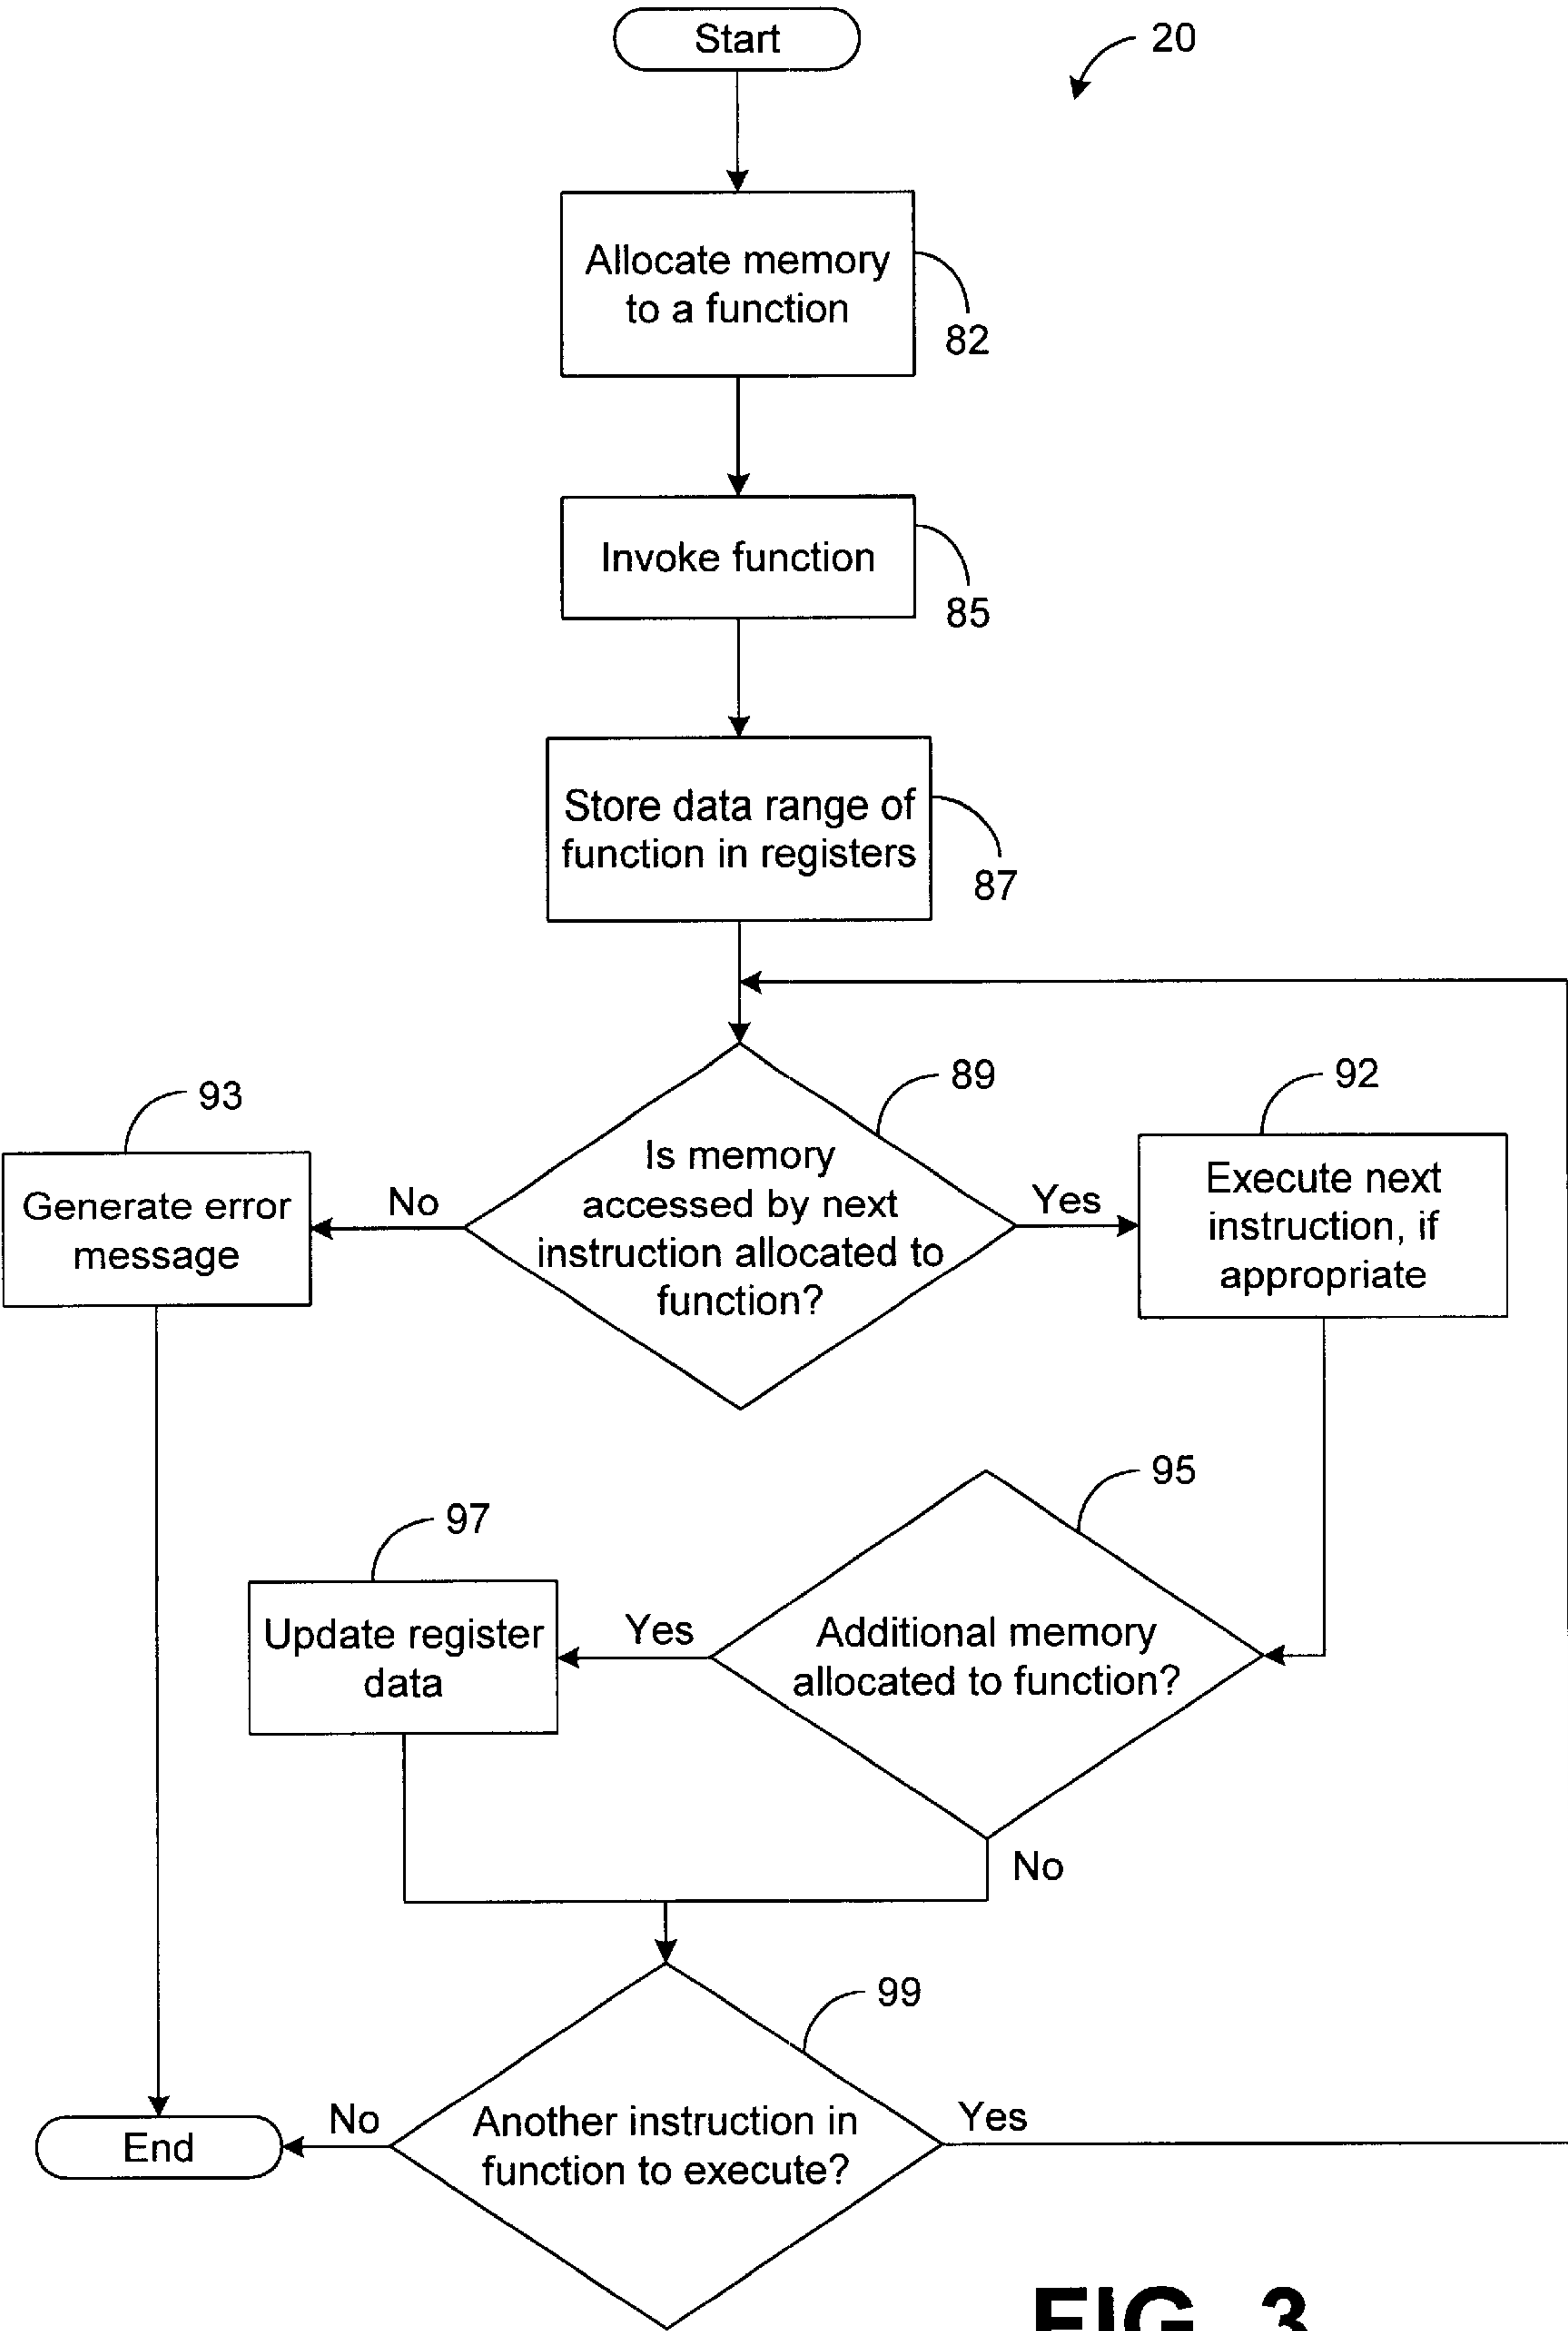 Start
20
Allocate memory
to a function
82
Invoke function
85
Store data range of
function in registers
87
89
92
93
Is memory
accessed by next
instruction allocated to
function?
No
Yes
Generate error
message
Execute next
instruction, if
appropriate
95
97
Additional memory
allocated to function?
Yes
Update register
data
No
99
Another instruction in
function to execute?
No
Yes
End
FIG. 3